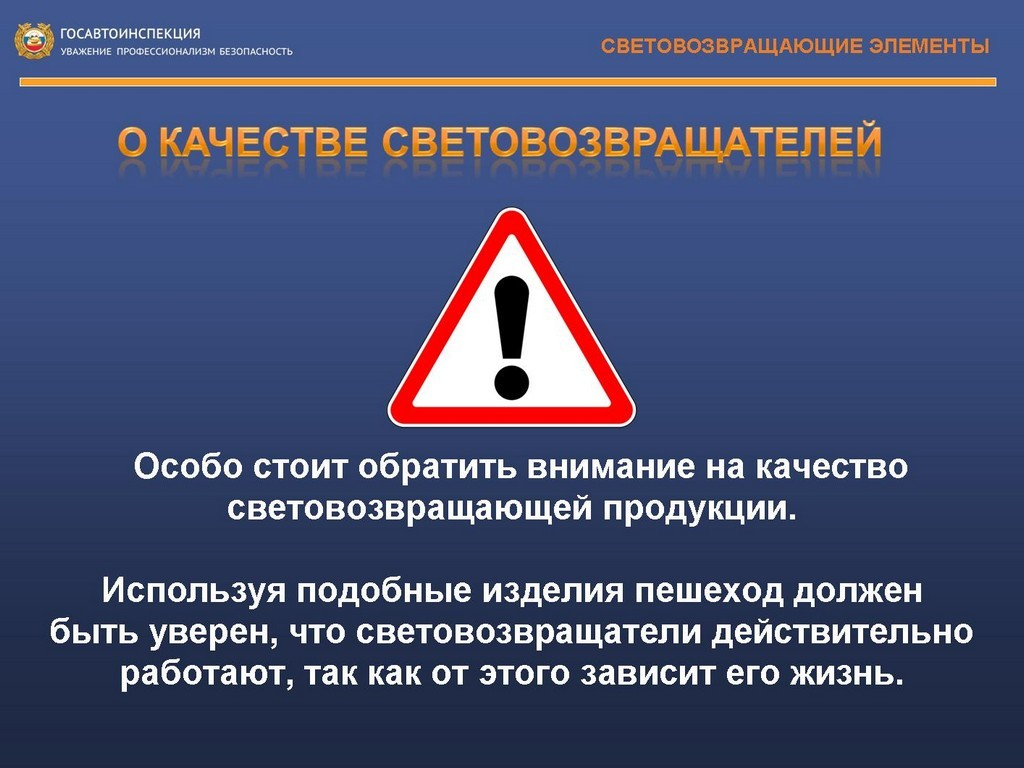 ГОСАВТОИНСПЕКЦИЯ
УВАЖЕНИЕ ПРОФЕССИОНАЛИЗМ БЕЗОПАСНОСТЬ
СВЕТОВОЗВРАЩАЮЩИЕ ЭЛЕМЕНТЫ
О КАЧЕСТВЕ СВЕТОВОЗВРАЩАТЕЛЕЙ
!
Особо стоит обратить внимание на качество
световозвращающей продукции.
Используя подобные изделия пешеход должен
быть уверен, что световозвращатели действительно
работают, так как от этого зависит его жизнь.